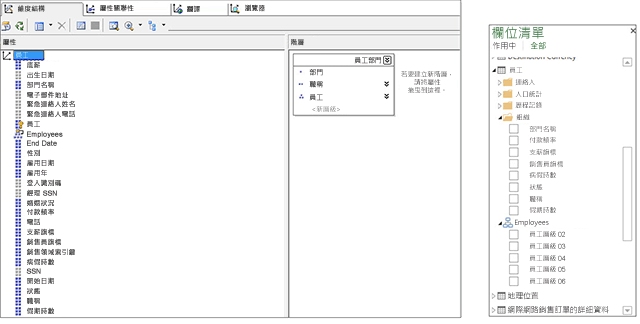 維度結構
屬性關聯性
翻譯
瀏覽器
屬性
員工
底薪
出生日期
部門名稱
電子郵件地址
緊急連絡人姓名
緊急連絡人電話
員工
Employees
End Date
性別
雇用日期
雇用年
登入識別碼
經理 SSN
婚姻狀況
付款頻率
電話
支薪旗標
銷售員旗標
銷售領域索引鍵
病假時數
SSN
開始日期
狀態
職稱
假期時數
階層
員工部門
部門
職稱
員工
<新層級>
若要建立新階層，
請將屬性
拖曳到這裡。
欄位清單
作用中
全部
Destination Currency
員工
連絡人
人口統計
歷程記錄
組織
部門名稱
付款頻率
支薪旗標
銷售員旗標
病假時數
狀態
職稱
假期時數
Employees
員工層級 02
員工層級 03
員工層級 04
員工層級 05
員工層級 06
地理位置
網際網路銷售訂單的詳細資料